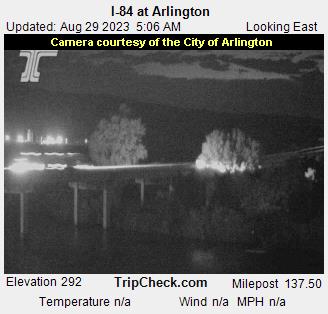 I-84 at Arlington
Updated: Aug 29 2023 5:06 AM Looking East
Camera courtesy of the City of Arlington
Elevation 292 TripCheck.com Milepost 137.50
Temperature n/a Wind n/a MPH n/a